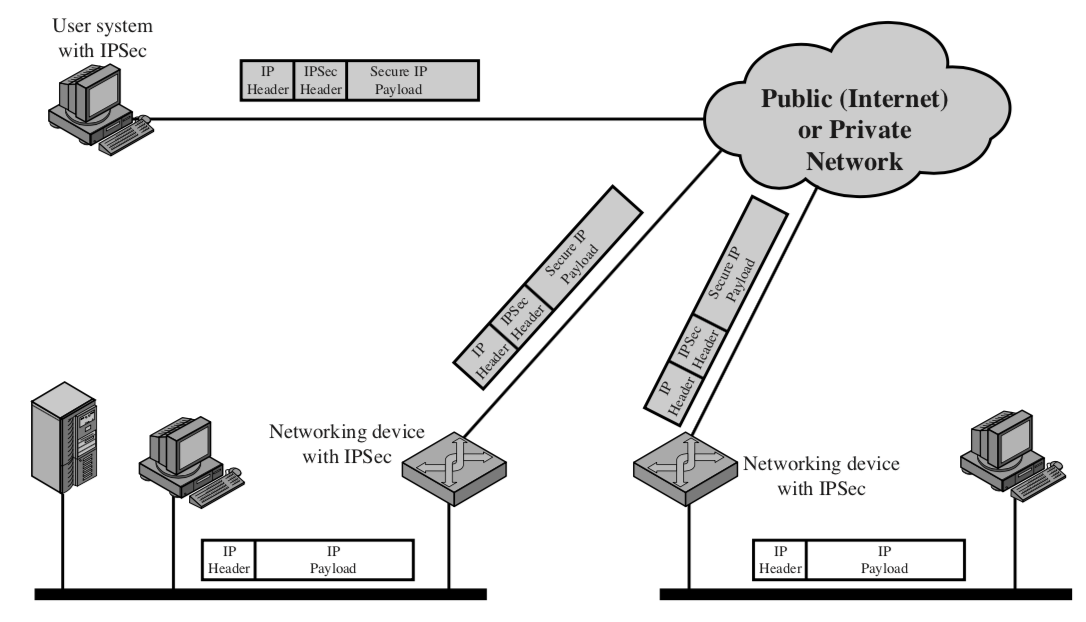 User system
with IPSec
IP
Header
IPSec
Header
Secure IP
Payload
Public (Internet)
or Private
Network
IP
Header
IPSec
Header
Secure IP
Payload
IP
Header
IPSec
Header
Secure IP
Payload
Networking device
with IPSec
Networking device
with IPSec
IP
Header
IP
Payload
IP
Header
IP
Payload